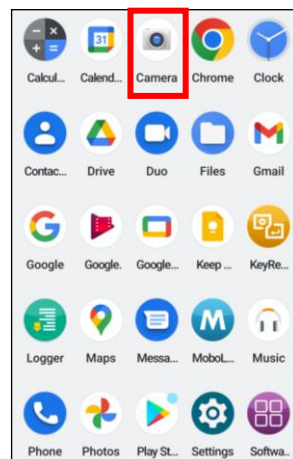 31
Calcul... Calend... Camera Chrome Clock
Contac... Drive Duo Files Gmail
Google Google. Google... Keep ... KeyRe...
Logger Maps Messa... MoboL... Music
Phone Photos Play St... Settings Softwa..